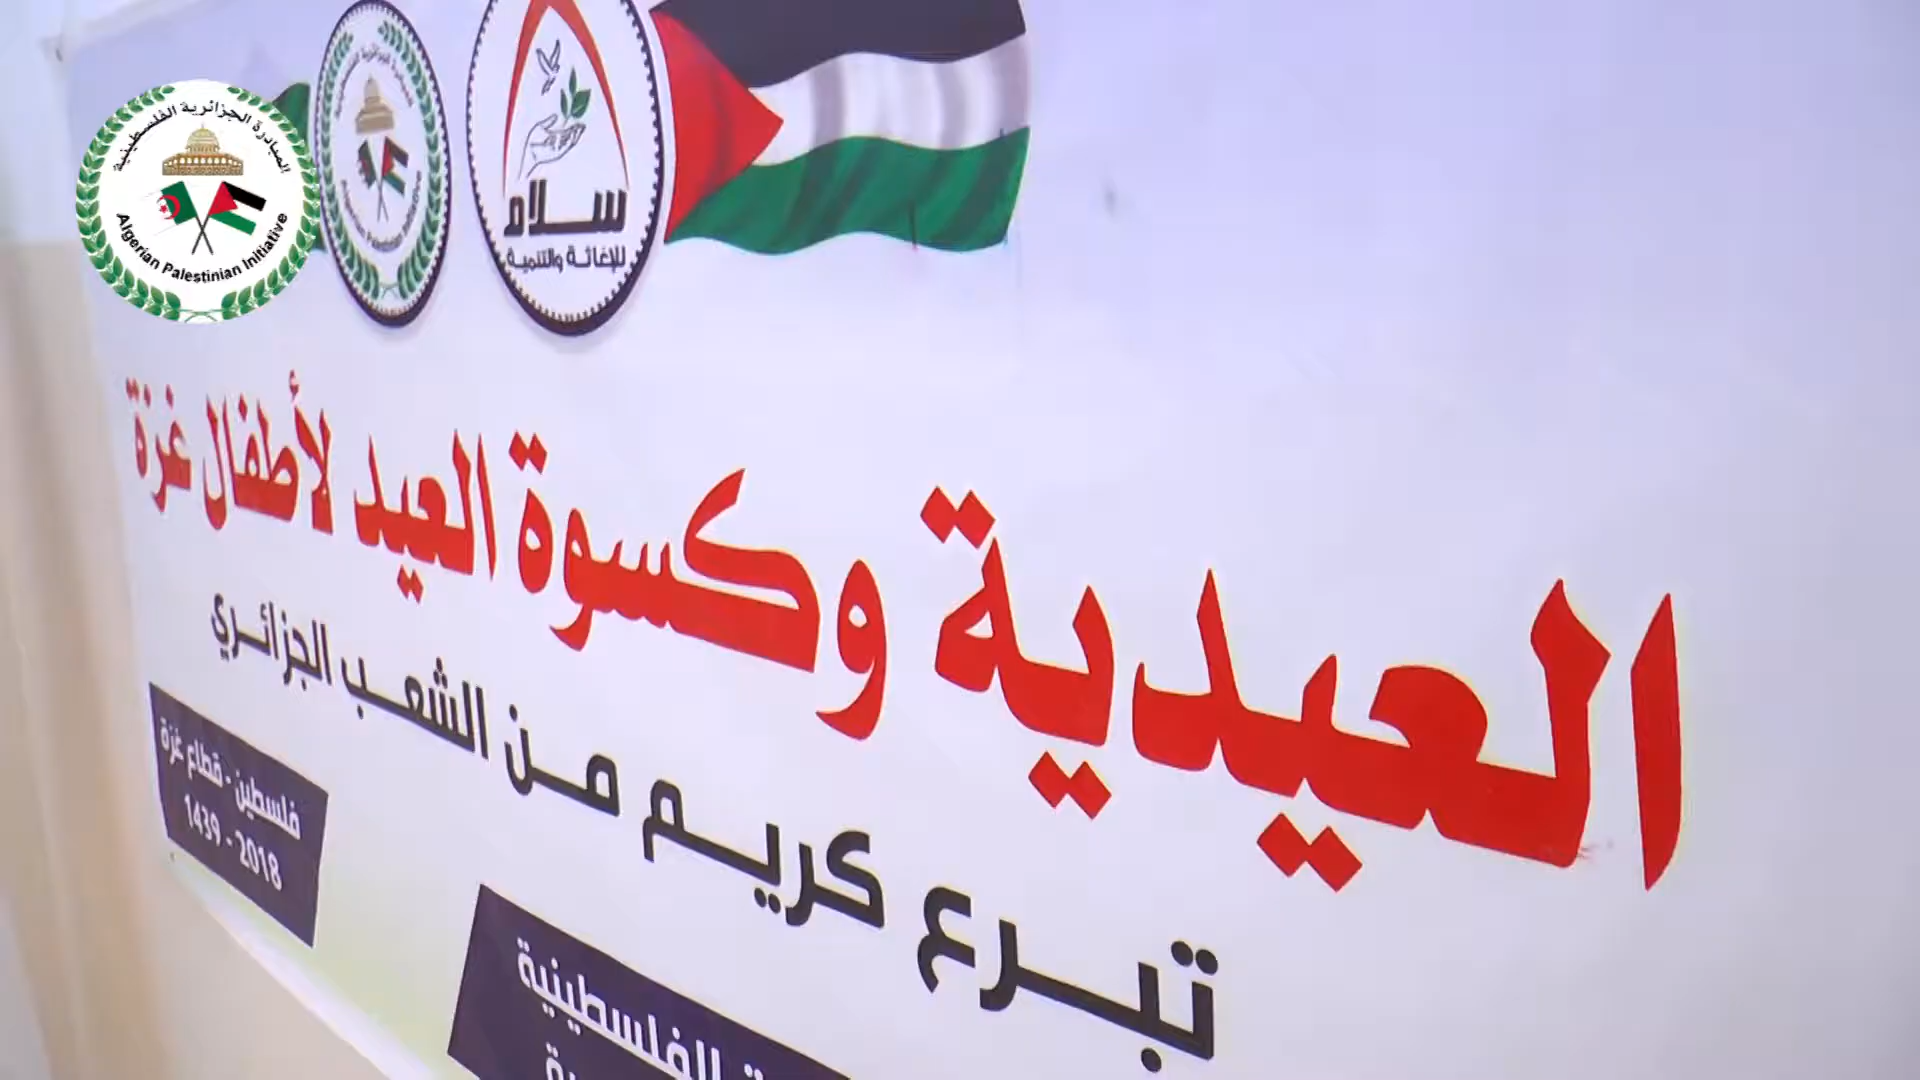 المبادرة الجزائرية الفلسطينية
Algerian Palestinian Initiative
سلام
للإغاثة والتنمية
العيدية وكسوة العيد لأطفال غزة
تبرع كريم من الشعب الجزائري
فلسطين - قطاع غزة
1439 - 2018
الفلسطينية